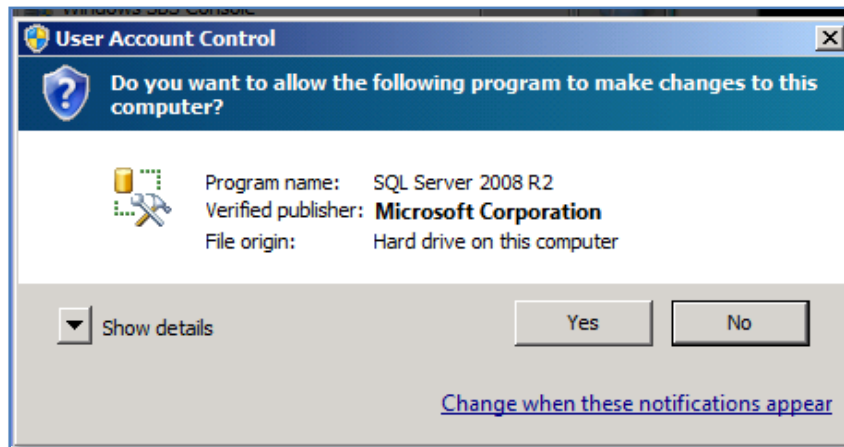 Windows SBS Console
User Account Control
Do you want to allow the following program to make changes to this
computer?
Program name: SQL Server 2008 R2
Verified publisher: Microsoft Corporation
File origin: Hard drive on this computer
Show details
Yes
No
Change when these notifications appear